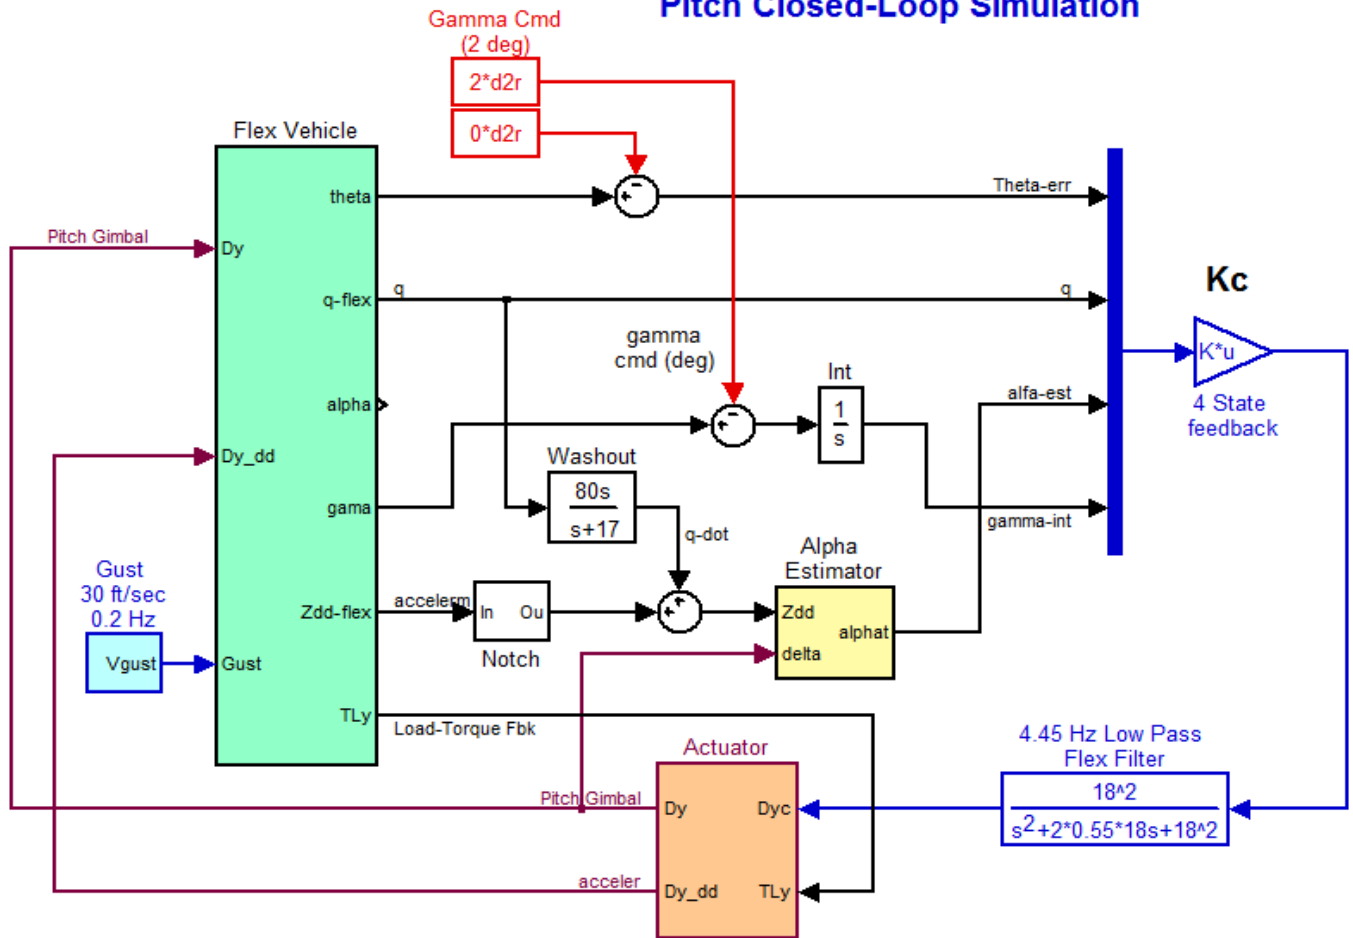 Pitch Closed-Loop Simulation
Gamma Cmd
(2 deg)
2*d2r
0*d2r
Flex Vehicle
theta
Theta-err
Pitch Gimbal
Dy
q-flex
q
q
Kc
K*u
4 State
feedback
gamma
cmd (deg)
Int
1
s
alpha
alfa-est
Dy_dd
Washout
80s
s+17
gama
q-dot
gamma-int
Alpha
Estimator
Gust
30 ft/sec
0.2 Hz
Vgust
Gust
Zdd-flex
accelerm
In
Ou
Notch
Zdd
alphat
delta
TLy
Load-Torque Fbk
Actuator
4.45 Hz Low Pass
Flex Filter
18^2
s2+2*0.55*18s+18^2
Pitch Gimbal
Dy
Dyc
acceler
Dy_dd
TLy